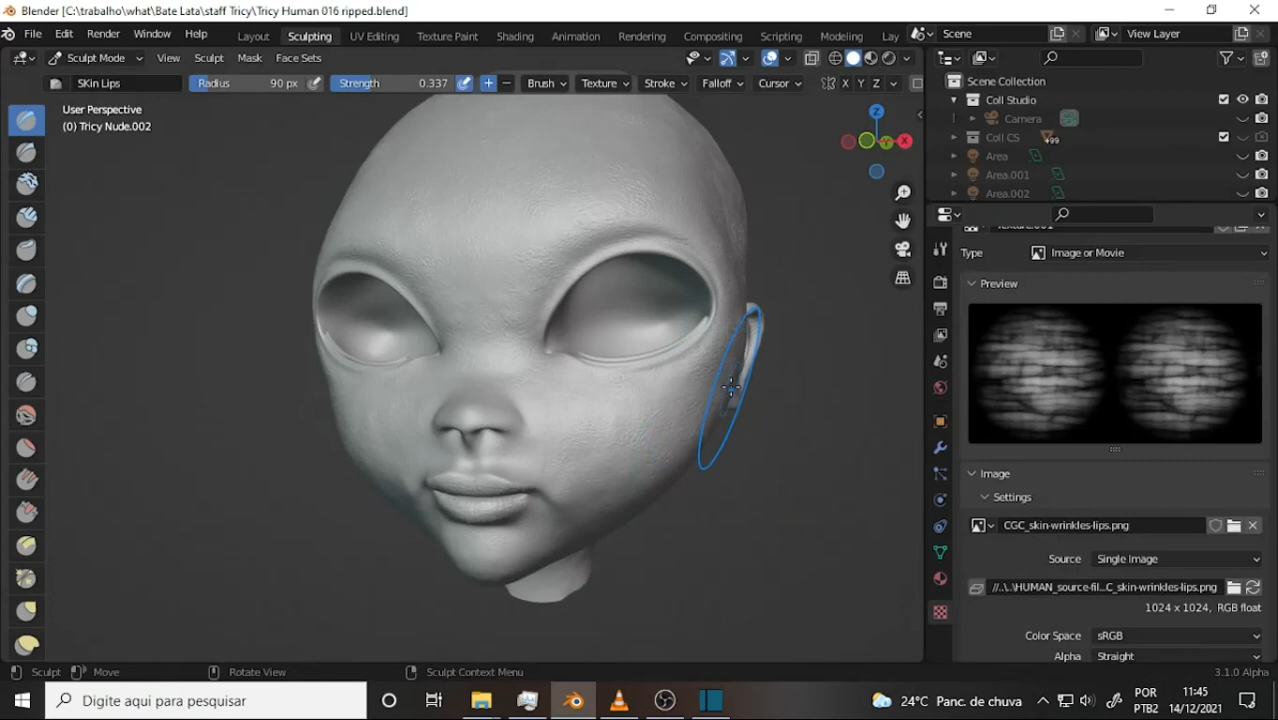 Blender [C:\trabalho\what\Bate Lata\staff Tricy\Tricy Human 016 ripped.blend]
File Edit Render Window Help Layout Sculpting UV Editing Texture Paint Shading Animation Rendering Compositing Scripting Modeling Lay Scene View Layer
Sculpt Mode View Sculpt Mask Face Sets
SKin Lips Radius 90 px Strength 0.337 Brush Texture Stroke Falloff Cursor X Y Z
User Perspective
(0) Tricy Nude.002
Z
X
Y
Scene Collection
Coll Studio
Camera
Coll CS +99
Area
Area.001
Area.002
Texture.001
Type Image or Movie
Preview
Image
Settings
CGC_skin-wrinkles-lips.png
Source Single Image
//..\..\HUMAN_source-fil...C_skin-wrinkles-lips.png
1024 x 1024, RGB float
Color Space sRGB
Alpha Straight
Sculpt Move Rotate View Sculpt Context Menu 3.1.0 Alpha
Digite aqui para pesquisar 24°C Panc. de chuva
POR
PTB2
11:45
14/12/2021